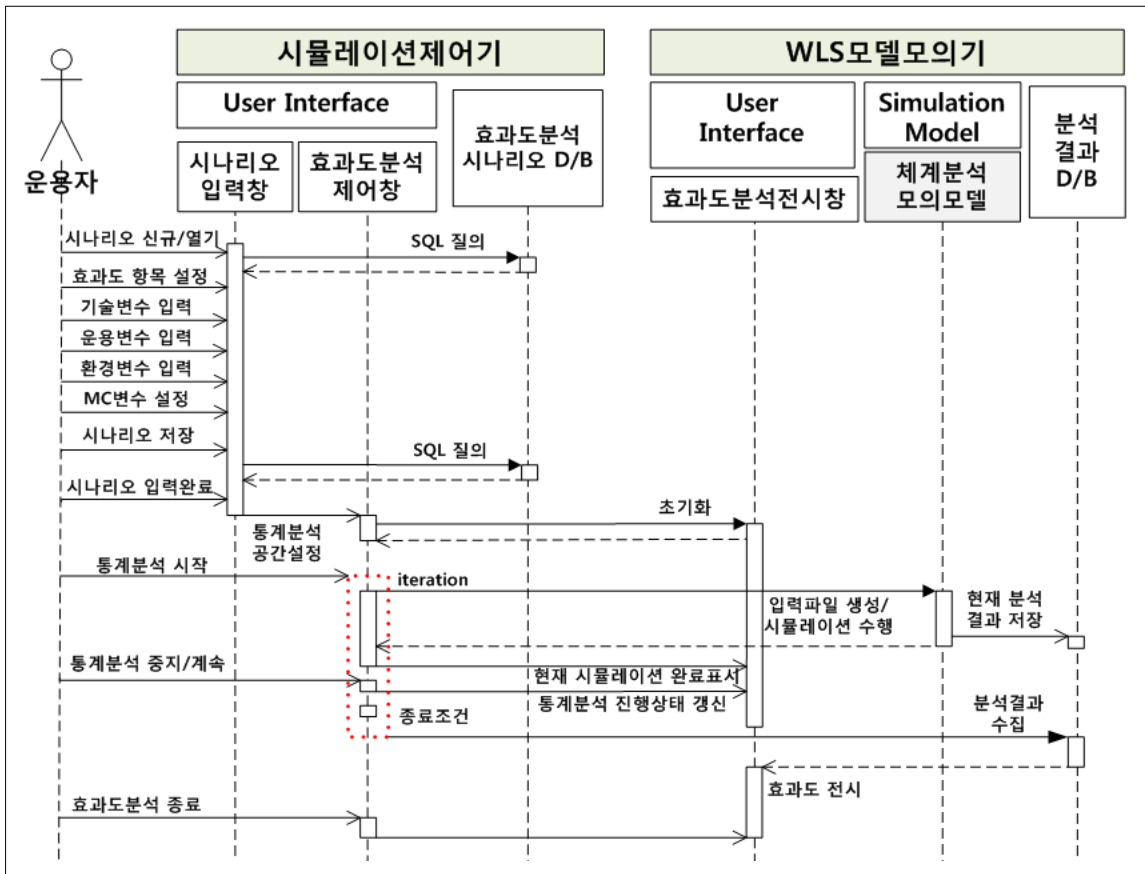 시뮬레이션제어기
WLS모델모의기
User Interface
효과도분석
시나리오 D/B
User
Interface
Simulation
Model
분석
결과
D/B
운용자
시나리오
입력창
효과도분석
제어창
효과도분석전시창
체계분석
모의모델
시나리오 신규/열기
SQL 질의
효과도 항목 설정
기술변수 입력
운용변수 입력
환경변수 입력
MC변수 설정
시나리오 저장
SQL 질의
시나리오 입력완료
초기화
통계분석
공간설정
통계분석 시작
iteration
입력파일 생성/
시뮬레이션 수행
현재 분석
결과 저장
통계분석 중지/계속
현재 시뮬레이션 완료표시
통계분석 진행상태 갱신
종료조건
분석결과
수집
효과도 전시
효과도분석 종료